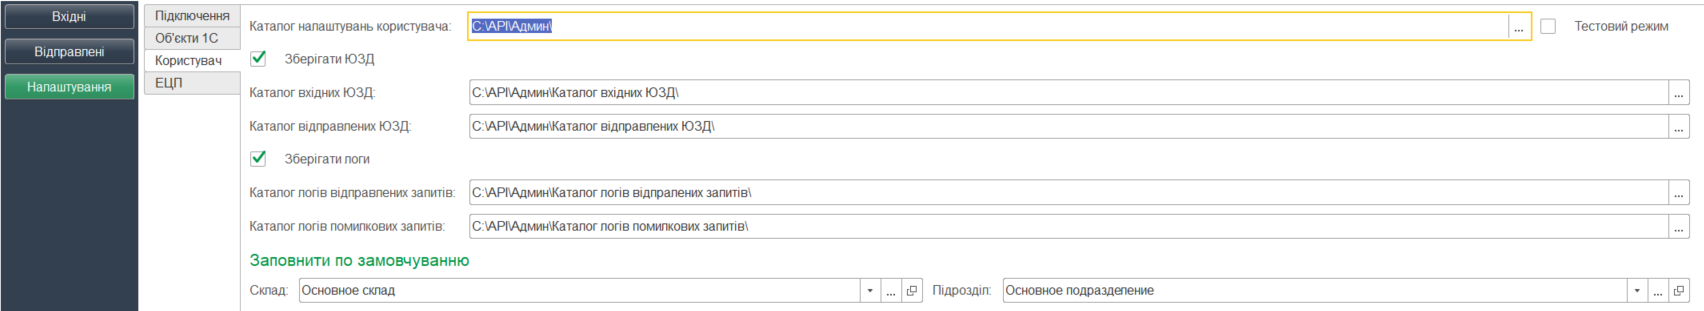 Вхідні
Відправлені
Налаштування
Підключення
Об'єкти 1С
Користувач
ЕЦП
Каталог налаштувань користувача: C:\API\Админ\ ... Тестовий режим
Зберігати ЮЗД
Каталог вхідних ЮЗД: C:\API\Админ\Каталог вхідних ЮЗД\ ...
Каталог відправлених ЮЗД: C:\API\Админ\Каталог відправлених ЮЗД\ ...
Зберігати логи
Каталог логів відправлених запитів: C:\API\Админ\Каталог логів відпралених запитів\ ...
Каталог логів помилкових запитів: C:\API\Админ\Каталог логів помилкових запитів\ ...
Заповнити по замовчуванню
Склад: Основное склад ... Підрозділ: Основное подразделение ...